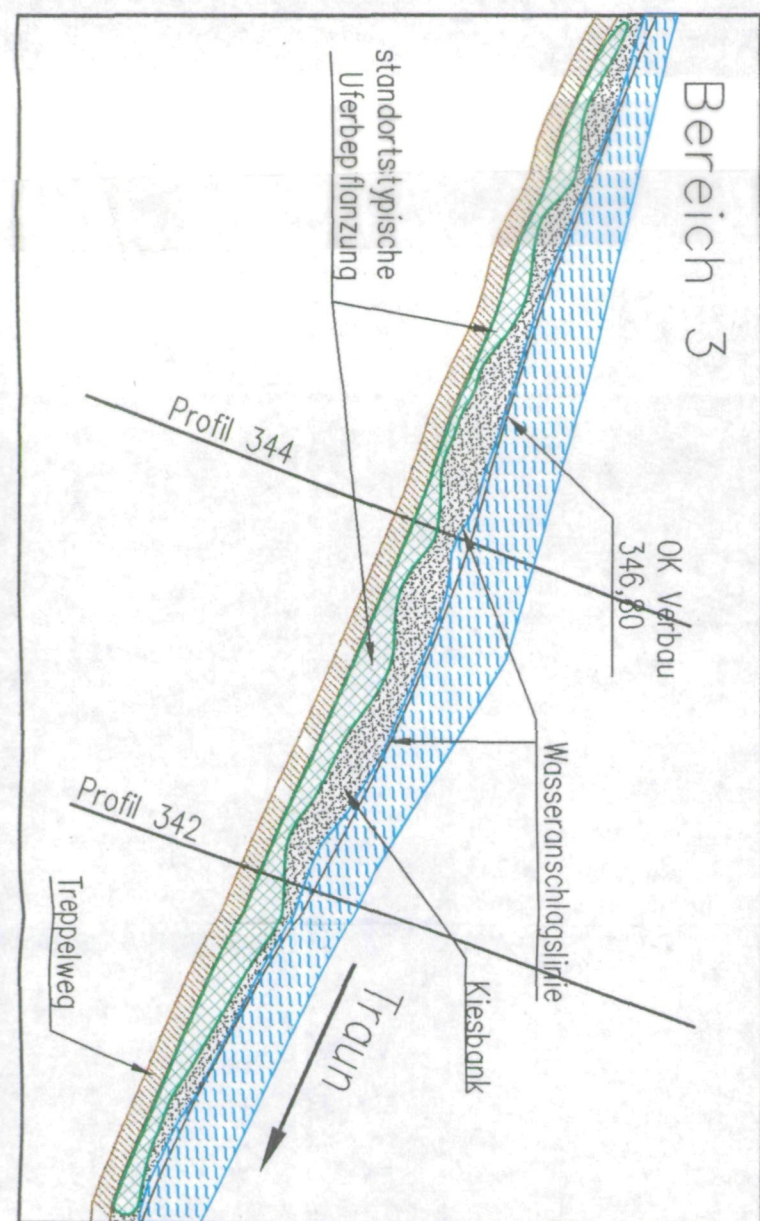 Bereich 3
standortstypische
Uferbepflanzung
OK Verbau
346,80
Profil 344
Wasseranschlagslinie
Profil 342
Kiesbank
Traun
Treppelweg